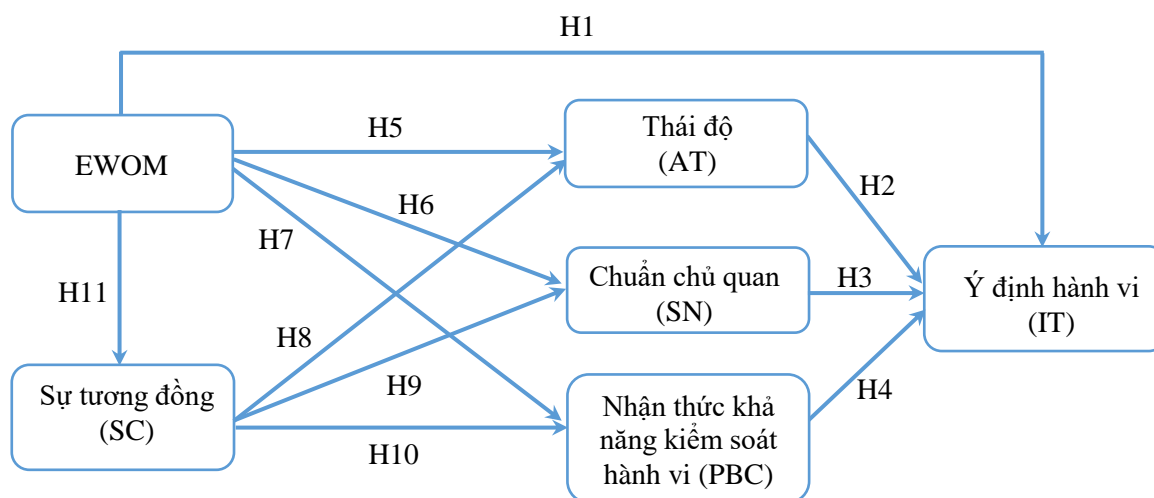 H1
EWOM
H5
Thái độ
(AT)
H2
H6
H7
H11
Chuẩn chủ quan
(SN)
H3
Ý định hành vi
(IT)
H8
H9
Sự tương đồng
(SC)
H10
Nhận thức khả
năng kiểm soát
hành vi (PBC)
H4